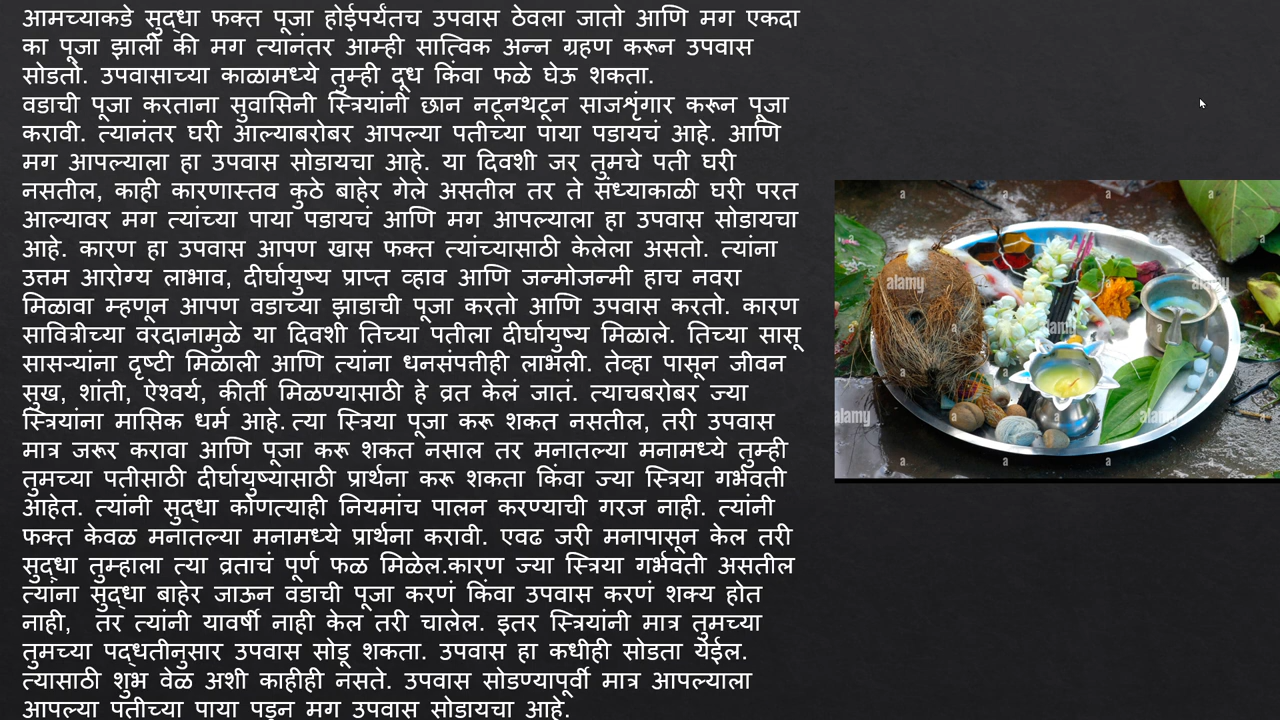 आमच्याकडे सुद्धा फक्त पूजा होईपर्यंतच उपवास ठेवला जातो आणि मग एकदा
का पूजा झाली की मग त्यानंतर आम्ही सात्विक अन्न ग्रहण करून उपवास
सोडतो. उपवासाच्या काळामध्ये तुम्ही दूध किंवा फळे घेऊ शकता.
वडाची पूजा करताना सुवासिनी स्त्रियांनी छान नटूनथटून साजशृंगार करून पूजा
करावी. त्यानंतर घरी आल्याबरोबर आपल्या पतीच्या पाया पडायचं आहे. आणि
मग आपल्याला हा उपवास सोडायचा आहे. या दिवशी जर तुमचे पती घरी
नसतील, काही कारणास्तव कुठे बाहेर गेले असतील तर ते संध्याकाळी घरी परत
आल्यावर मग त्यांच्या पाया पडायचं आणि मग आपल्याला हा उपवास सोडायचा
आहे. कारण हा उपवास आपण खास फक्त त्यांच्यासाठी केलेला असतो. त्यांना
उत्तम आरोग्य लाभाव, दीर्घायुष्य प्राप्त व्हाव आणि जन्मोजन्मी हाच नवरा
मिळावा म्हणून आपण वडाच्या झाडाची पूजा करतो आणि उपवास करतो. कारण
सावित्रीच्या वरदानामुळे या दिवशी तिच्या पतीला दीर्घायुष्य मिळाले. तिच्या सासू
सासऱ्यांना दृष्टी मिळाली आणि त्यांना धनसंपत्तीही लाभली. तेव्हा पासून जीवन
सुख, शांती, ऐश्वर्य, कीर्ती मिळण्यासाठी हे व्रत केलं जातं. त्याचबरोबर ज्या
स्त्रियांना मासिक धर्म आहे. त्या स्त्रिया पूजा करू शकत नसतील, तरी उपवास
मात्र जरूर करावा आणि पूजा करू शकत नसाल तर मनातल्या मनामध्ये तुम्ही
तुमच्या पतीसाठी दीर्घायुष्यासाठी प्रार्थना करू शकता किंवा ज्या स्त्रिया गर्भवती
आहेत. त्यांनी सुद्धा कोणत्याही नियमांच पालन करण्याची गरज नाही. त्यांनी
फक्त केवळ मनातल्या मनामध्ये प्रार्थना करावी. एवढ जरी मनापासून केल तरी
सुद्धा तुम्हाला त्या व्रताचं पूर्ण फळ मिळेल.कारण ज्या स्त्रिया गर्भवती असतील
त्यांना सुद्धा बाहेर जाऊन वडाची पूजा करणं किंवा उपवास करणं शक्य होत
नाही, तर त्यांनी यावर्षी नाही केल तरी चालेल. इतर स्त्रियांनी मात्र तुमच्या
तुमच्या पद्धतीनुसार उपवास सोडू शकता. उपवास हा कधीही सोडता येईल.
त्यासाठी शुभ वेळ अशी काहीही नसते. उपवास सोडण्यापूर्वी मात्र आपल्याला
आपल्या पतीच्या पाया पडून मग उपवास सोडायचा आहे.
a a a
alamy alamy
alamy
alamy alamy
a a a